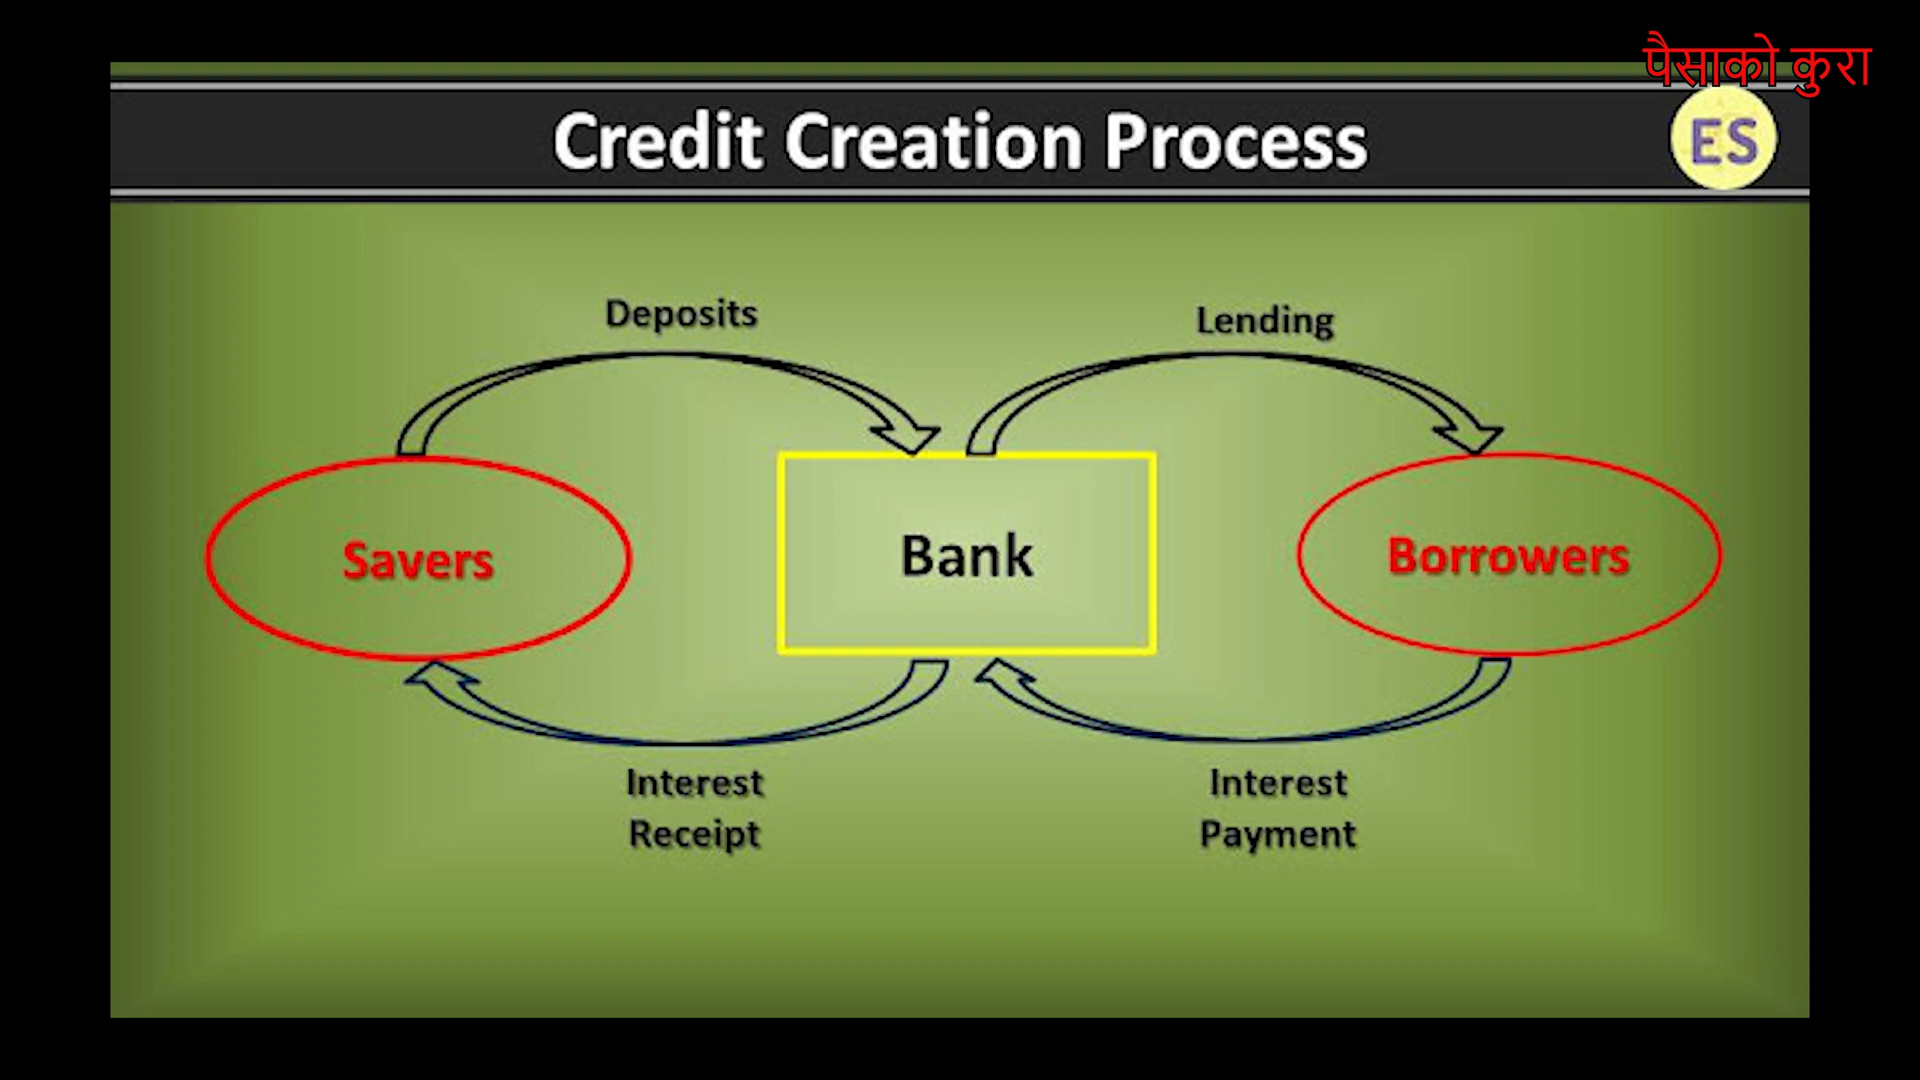 पैसाको कुरा
Credit Creation Process
ES
Deposits
Lending
Savers
Bank
Borrowers
Interest
Receipt
Interest
Payment